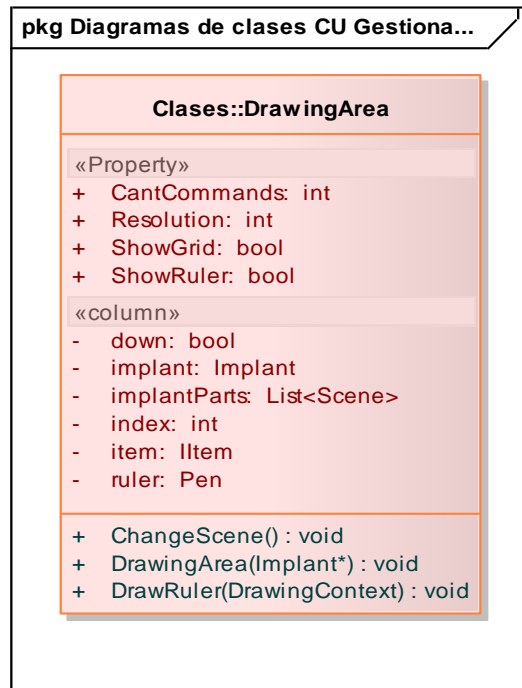 pkg Diagramas de clases CU Gestiona...
Clases::DrawingArea
«Property»
+ CantCommands: int
+ Resolution: int
+ ShowGrid: bool
+ ShowRuler: bool
«column»
- down: bool
- implant: Implant
- implantParts: List<Scene>
- index: int
- item: IItem
- ruler: Pen
+ ChangeScene() : void
+ DrawingArea(Implant*) : void
+ DrawRuler(DrawingContext) : void